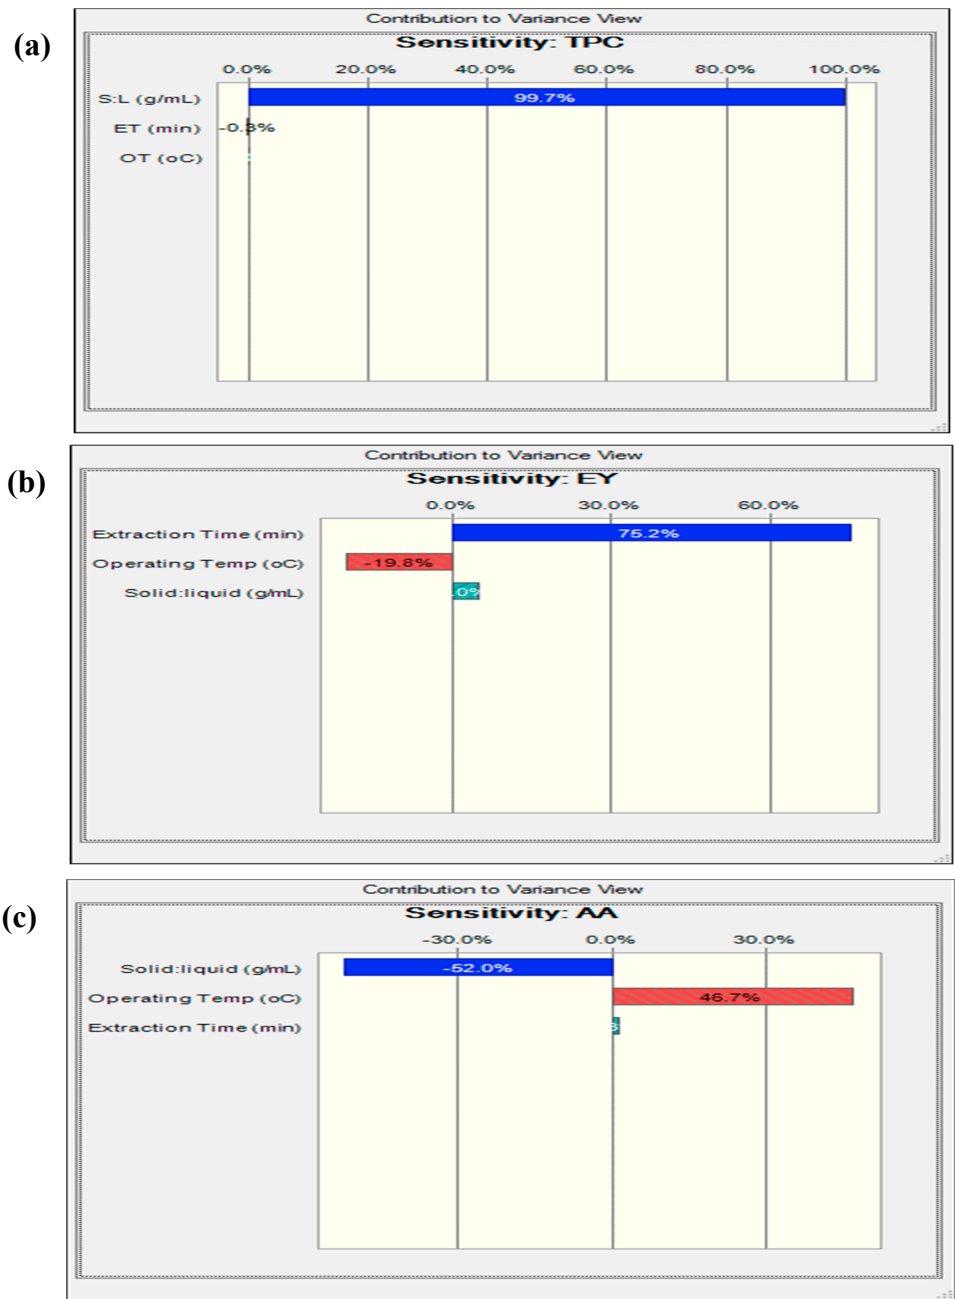 (a)
Contribution to Variance View
Sensitivity: TPC
0.0% 20.0% 40.0% 60.0% 80.0% 100.0%
S:L (g/mL) 99.7%
ET (min) -0.3%
OT (oC)
(b)
Contribution to Variance View
Sensitivity: EY
0.0% 30.0% 60.0%
Extraction Time (min) 75.2%
Operating Temp (oC) -19.8%
Solid:liquid (g/mL) .0%
(c)
Contribution to Variance View
Sensitivity: AA
-30.0% 0.0% 30.0%
Solid:liquid (g/mL) -52.0%
Operating Temp (oC) 46.7%
Extraction Time (min)